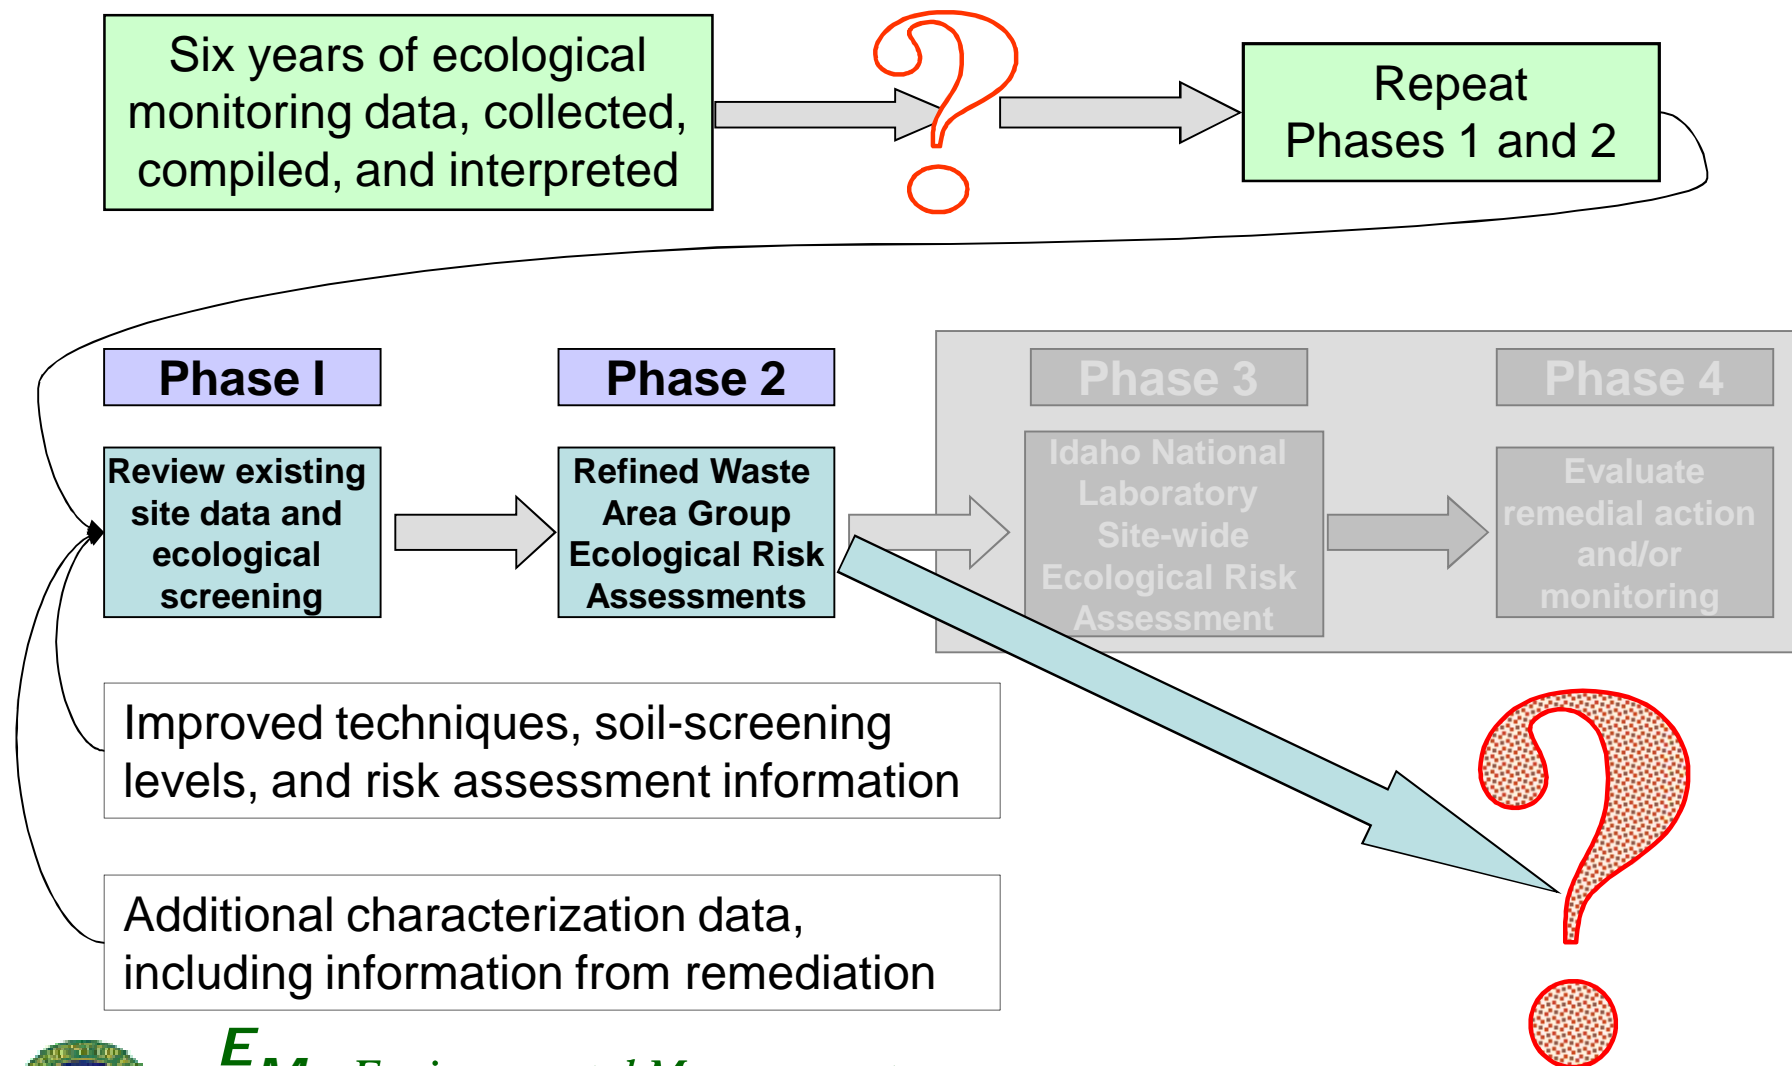 Six years of ecological
monitoring data, collected,
compiled, and interpreted
?
Repeat
Phases 1 and 2
Phase I
Phase 2
Phase 3
Phase 4
Review existing
site data and
ecological
screening
Refined Waste
Area Group
Ecological Risk
Assessments
Idaho National
Laboratory
Site-wide
Ecological Risk
Assessment
Evaluate
remedial action
and/or
monitoring
Improved techniques, soil-screening
levels, and risk assessment information
Additional characterization data,
including information from remediation
?
EM Environmental Management